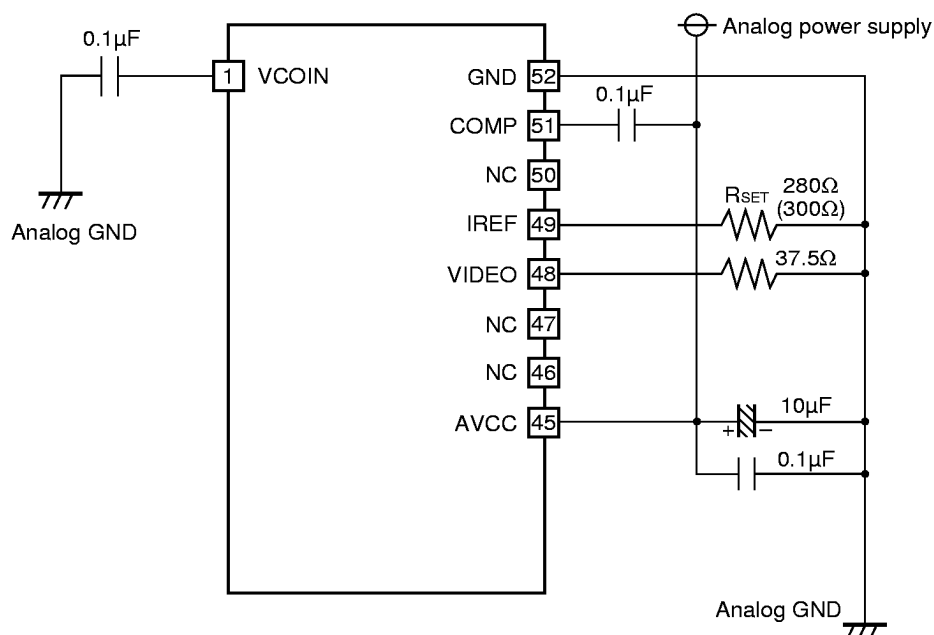 Analog power supply
0.1µF
1 VCOIN
GND 52
0.1µF
COMP 51
NC 50
Analog GND
IREF 49
RSET 280Ω
(300Ω)
VIDEO 48
37.5Ω
NC 47
NC 46
AVCC 45
+ − 10µF
0.1µF
Analog GND